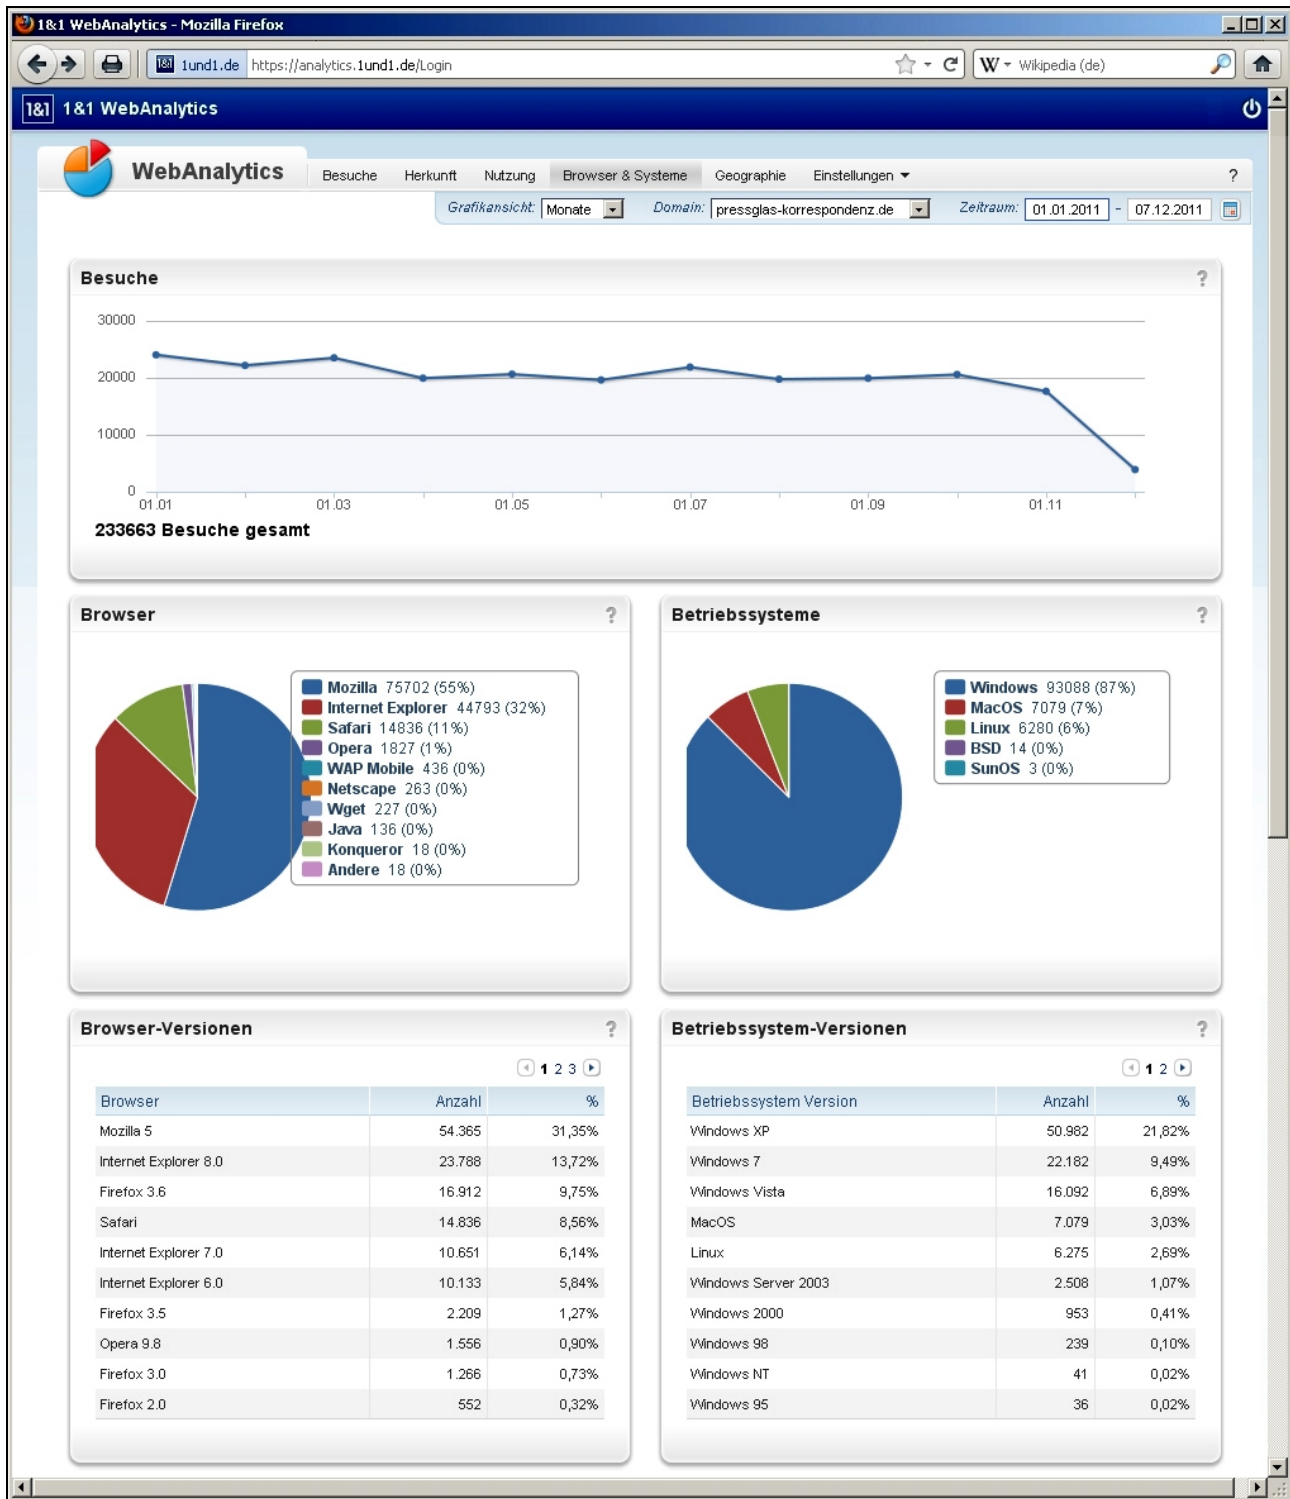 1&1 WebAnalytics - Mozilla Firefox
1&1 1und1.de https://analytics.1und1.de/Login W Wikipedia (de)
1&1 1&1 WebAnalytics
WebAnalytics Besuche Herkunft Nutzung Browser & Systeme Geographie Einstellungen ?
Grafikansicht: Monate Domain: pressglas-korrespondenz.de Zeitraum: 01.01.2011 - 07.12.2011
Besuche ?
30000
20000
10000
0
01.01 01.03 01.05 01.07 01.09 01.11
233663 Besuche gesamt
Browser ?
Mozilla 75702 (55%)
Internet Explorer 44793 (32%)
Safari 14836 (11%)
Opera 1827 (1%)
WAP Mobile 436 (0%)
Netscape 263 (0%)
Wget 227 (0%)
Java 136 (0%)
Konqueror 18 (0%)
Andere 18 (0%)
Betriebssysteme ?
Windows 93088 (87%)
MacOS 7079 (7%)
Linux 6280 (6%)
BSD 14 (0%)
SunOS 3 (0%)
Browser-Versionen ?
1 2 3
Browser Anzahl %
Mozilla 5 54.365 31,35%
Internet Explorer 8.0 23.788 13,72%
Firefox 3.6 16.912 9,75%
Safari 14.836 8,56%
Internet Explorer 7.0 10.651 6,14%
Internet Explorer 6.0 10.133 5,84%
Firefox 3.5 2.209 1,27%
Opera 9.8 1.556 0,90%
Firefox 3.0 1.266 0,73%
Firefox 2.0 552 0,32%
Betriebssystem-Versionen ?
1 2
Betriebssystem Version Anzahl %
Windows XP 50.982 21,82%
Windows 7 22.182 9,49%
Windows Vista 16.092 6,89%
MacOS 7.079 3,03%
Linux 6.275 2,69%
Windows Server 2003 2.508 1,07%
Windows 2000 953 0,41%
Windows 98 239 0,10%
Windows NT 41 0,02%
Windows 95 36 0,02%